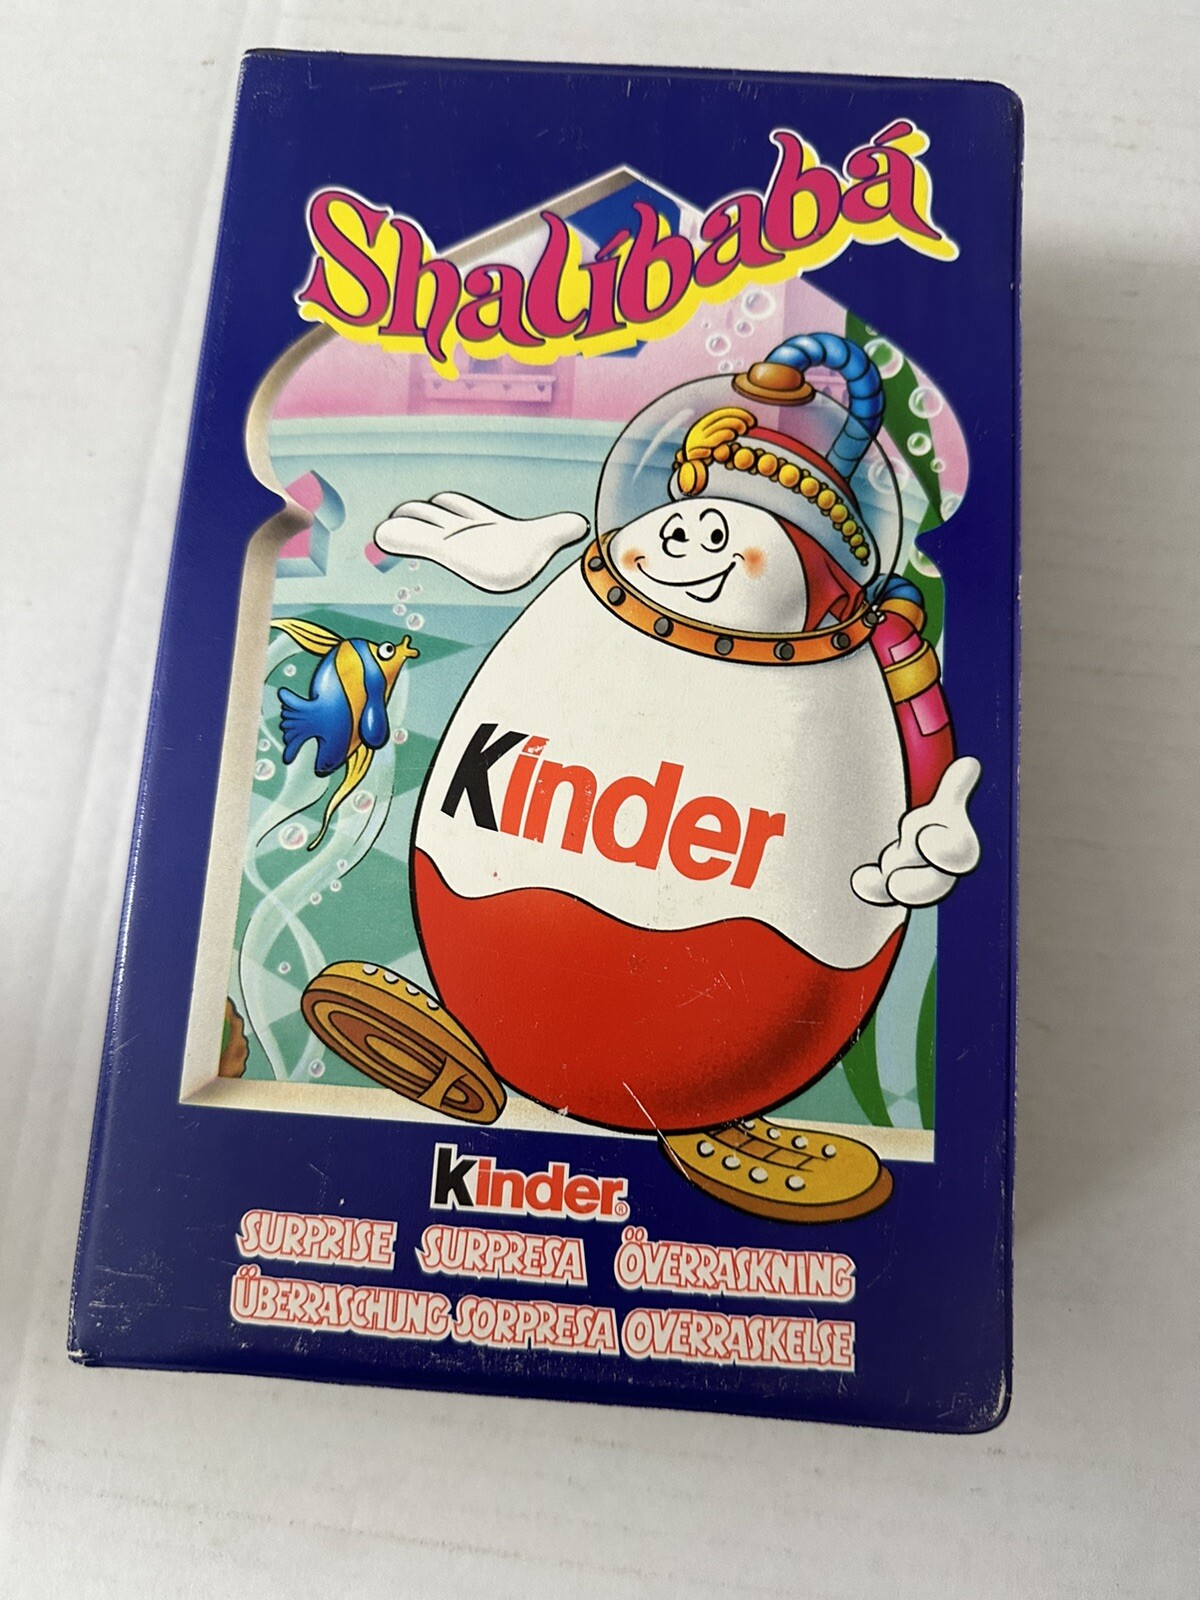 Shalíbabá
Kinder
Kinder®
SURPRISE SURPRESA ÖVERRASKNING
ÜBERRASCHUNG SORPRESA OVERRASKELSE